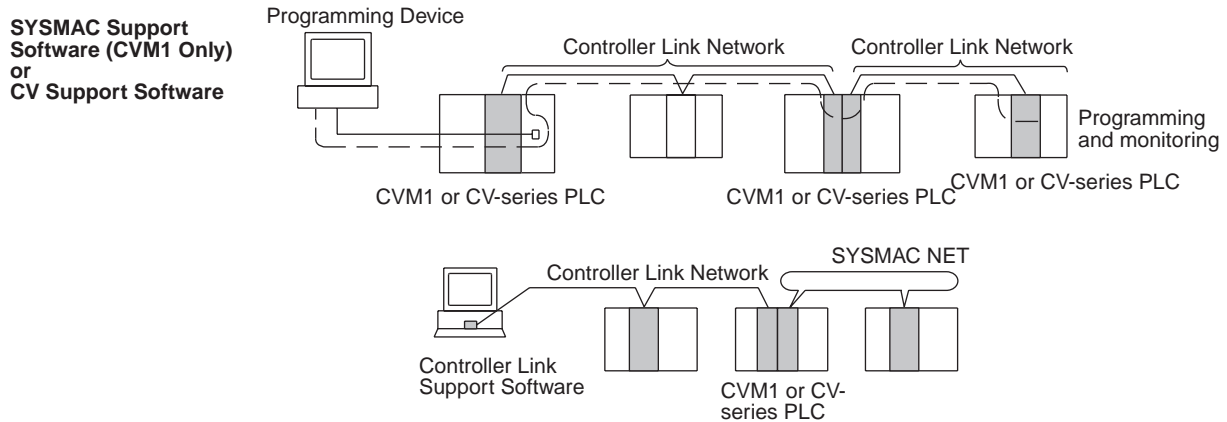 SYSMAC Support
Software (CVM1 Only)
or
CV Support Software
Programming Device
Controller Link Network
Controller Link Network
Programming
and monitoring
CVM1 or CV-series PLC
CVM1 or CV-series PLC
CVM1 or CV-series PLC
SYSMAC NET
Controller Link Network
Controller Link
Support Software
CVM1 or CV-
series PLC